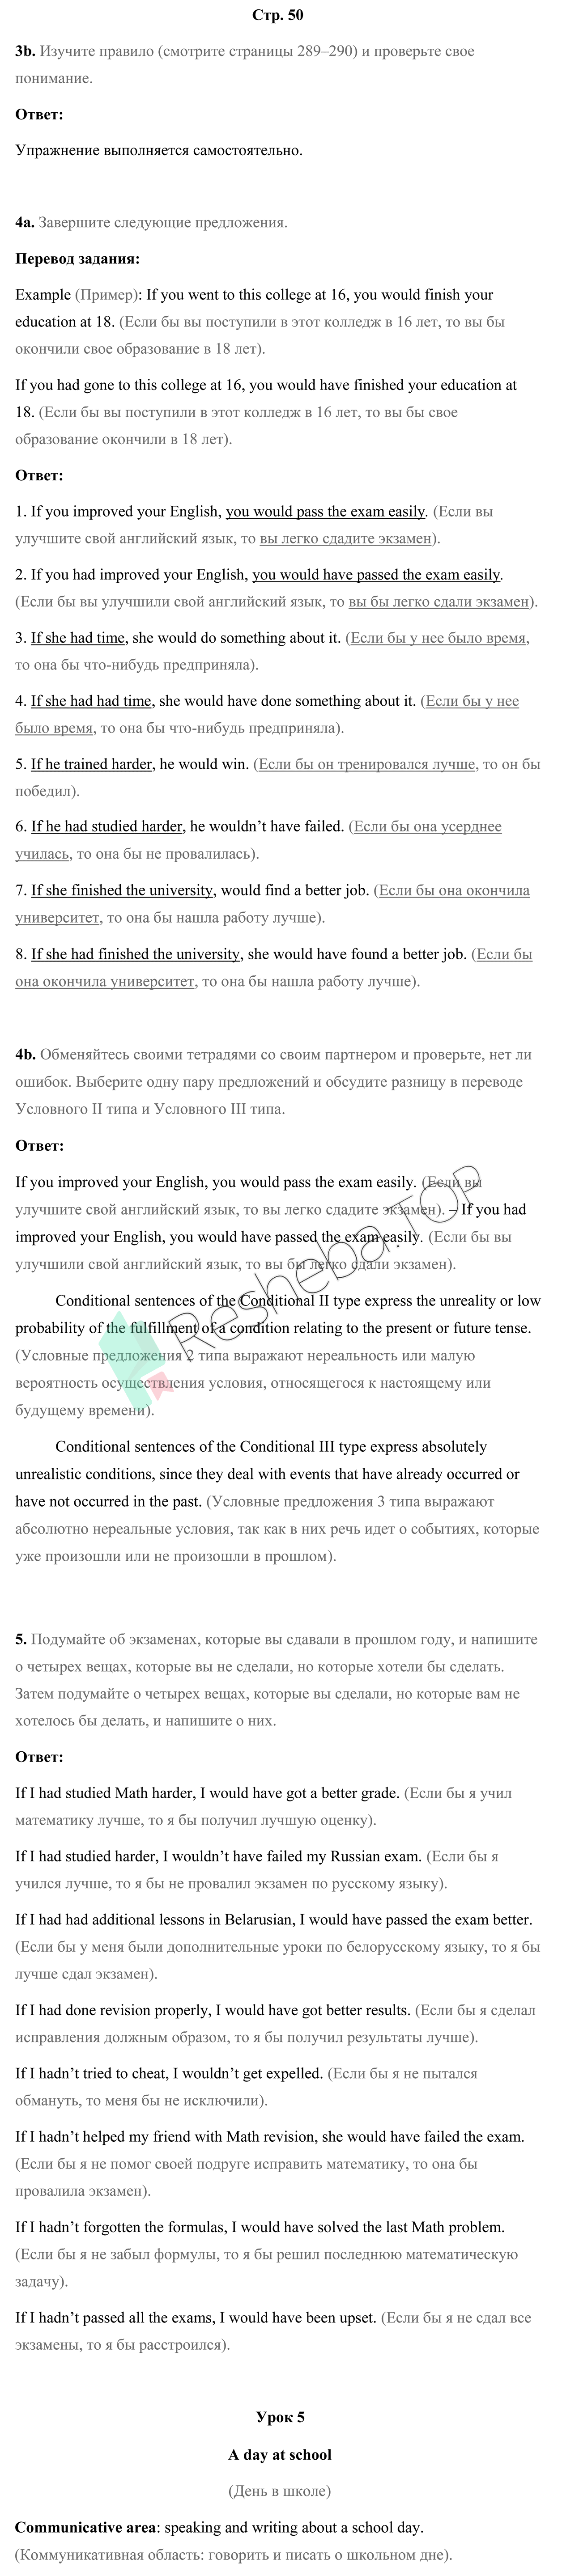 Стр. 50
3b. Изучите правило (смотрите страницы 289–290) и проверьте свое
понимание.
Ответ:
Упражнение выполняется самостоятельно.
4a. Завершите следующие предложения.
Перевод задания:
Example (Пример): If you went to this college at 16, you would finish your
education at 18. (Если бы вы поступили в этот колледж в 16 лет, то вы бы
окончили свое образование в 18 лет).
If you had gone to this college at 16, you would have finished your education at
18. (Если бы вы поступили в этот колледж в 16 лет, то вы бы свое
образование окончили в 18 лет).
Ответ:
1. If you improved your English, you would pass the exam easily. (Если вы
улучшите свой английский язык, то вы легко сдадите экзамен).
2. If you had improved your English, you would have passed the exam easily.
(Если бы вы улучшили свой английский язык, то вы бы легко сдали экзамен).
3. If she had time, she would do something about it. (Если бы у нее было время,
то она бы что-нибудь предприняла).
4. If she had had time, she would have done something about it. (Если бы у нее
было время, то она бы что-нибудь предприняла).
5. If he trained harder, he would win. (Если бы он тренировался лучше, то он бы
победил).
6. If he had studied harder, he wouldn’t have failed. (Если бы она усерднее
училась, то она бы не провалилась).
7. If she finished the university, would find a better job. (Если бы она окончила
университет, то она бы нашла работу лучше).
8. If she had finished the university, she would have found a better job. (Если бы
она окончила университет, то она бы нашла работу лучше).
4b. Обменяйтесь своими тетрадями со своим партнером и проверьте, нет ли
ошибок. Выберите одну пару предложений и обсудите разницу в переводе
Условного II типа и Условного III типа.
Ответ:
If you improved your English, you would pass the exam easily. (Если вы
улучшите свой английский язык, то вы легко сдадите экзамен). – If you had
improved your English, you would have passed the exam easily. (Если бы вы
улучшили свой английский язык, то вы бы легко сдали экзамен).
Conditional sentences of the Conditional II type express the unreality or low
probability of the fulfillment of a condition relating to the present or future tense.
(Условные предложения 2 типа выражают нереальность или малую
вероятность осуществления условия, относящегося к настоящему или
будущему времени).
Conditional sentences of the Conditional III type express absolutely
unrealistic conditions, since they deal with events that have already occurred or
have not occurred in the past. (Условные предложения 3 типа выражают
абсолютно нереальные условия, так как в них речь идет о событиях, которые
уже произошли или не произошли в прошлом).
Resheba.TOP
5. Подумайте об экзаменах, которые вы сдавали в прошлом году, и напишите
о четырех вещах, которые вы не сделали, но которые хотели бы сделать.
Затем подумайте о четырех вещах, которые вы сделали, но которые вам не
хотелось бы делать, и напишите о них.
Ответ:
If I had studied Math harder, I would have got a better grade. (Если бы я учил
математику лучше, то я бы получил лучшую оценку).
If I had studied harder, I wouldn’t have failed my Russian exam. (Если бы я
учился лучше, то я бы не провалил экзамен по русскому языку).
If I had had additional lessons in Belarusian, I would have passed the exam better.
(Если бы у меня были дополнительные уроки по белорусскому языку, то я бы
лучше сдал экзамен).
If I had done revision properly, I would have got better results. (Если бы я сделал
исправления должным образом, то я бы получил результаты лучше).
If I hadn’t tried to cheat, I wouldn’t get expelled. (Если бы я не пытался
обмануть, то меня бы не исключили).
If I hadn’t helped my friend with Math revision, she would have failed the exam.
(Если бы я не помог своей подруге исправить математику, то она бы
провалила экзамен).
If I hadn’t forgotten the formulas, I would have solved the last Math problem.
(Если бы я не забыл формулы, то я бы решил последнюю математическую
задачу).
If I hadn’t passed all the exams, I would have been upset. (Если бы я не сдал все
экзамены, то я бы расстроился).
Урок 5
A day at school
(День в школе)
Communicative area: speaking and writing about a school day.
(Коммуникативная область: говорить и писать о школьном дне).